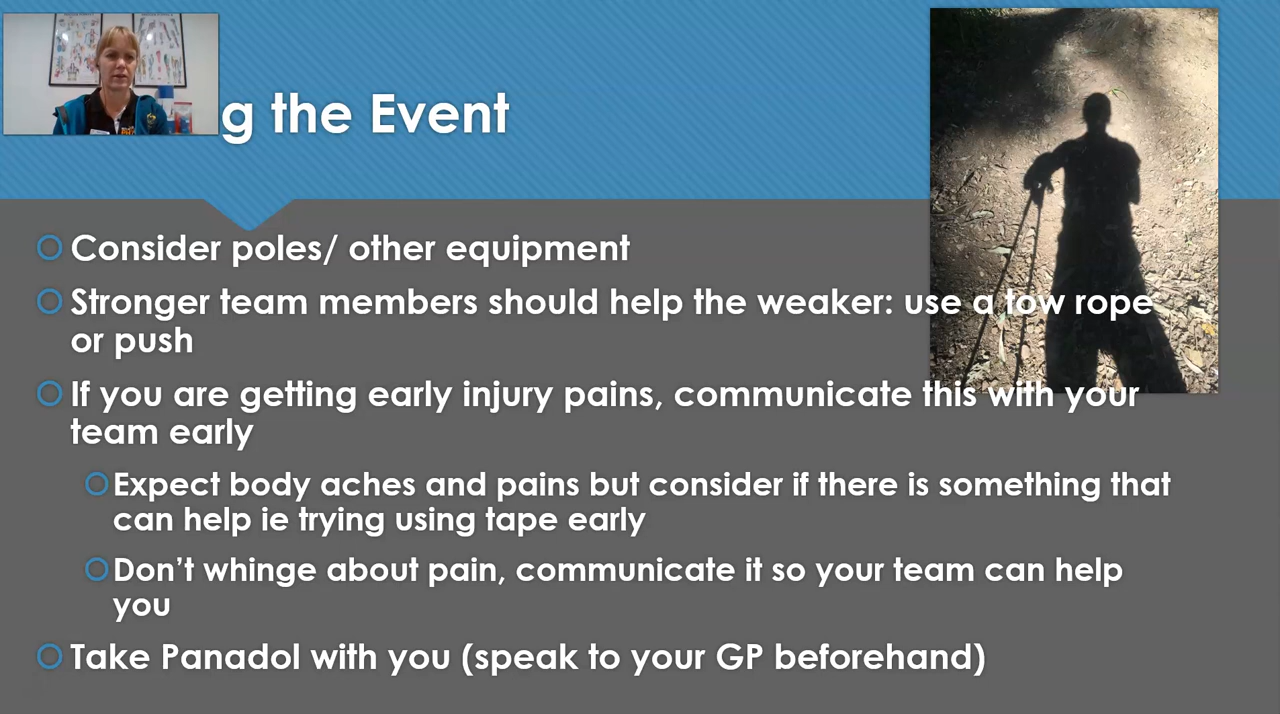 g the Event
Consider poles/ other equipment
Stronger team members should help the weaker: use a tow rope
or push
If you are getting early injury pains, communicate this with your
team early
Expect body aches and pains but consider if there is something that
can help ie trying using tape early
Don't whinge about pain, communicate it so your team can help
you
Take Panadol with you (speak to your GP beforehand)